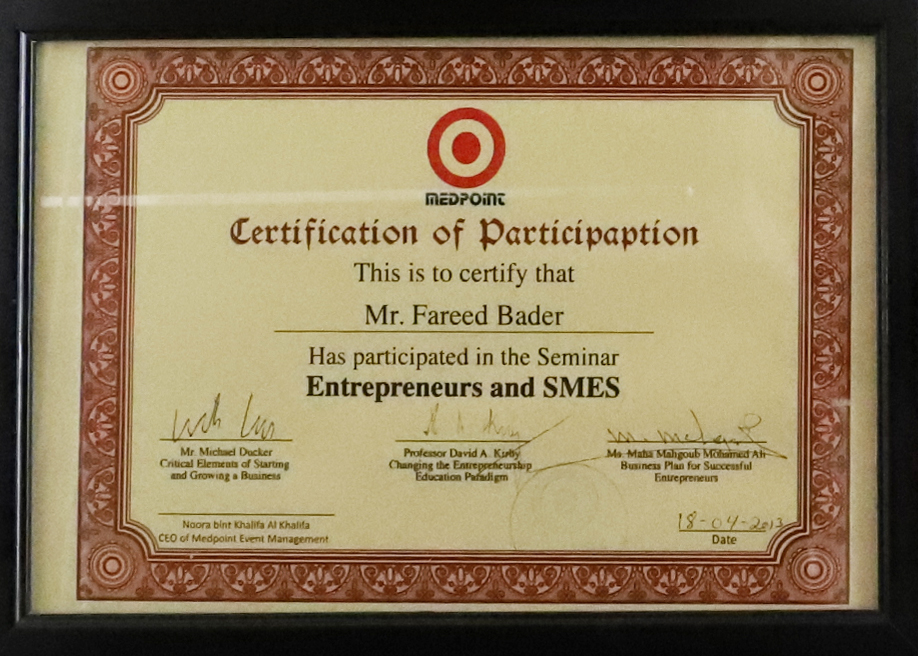 MEDPOINT
Certification of Participaption
This is to certify that
Mr. Fareed Bader
Has participated in the Seminar
Entrepreneurs and SMES
Mr. Michael Ducker
Critical Elements of Starting
and Growing a Business
Professor David A. Kirby
Changing the Entrepreneurship
Education Paradigm
Ms. Maha Mahgoub Mohamed Ali
Business Plan for Successful
Entrepreneurs
Noora bint Khalifa Al Khalifa
CEO of Medpoint Event Management
18-04-2013
Date